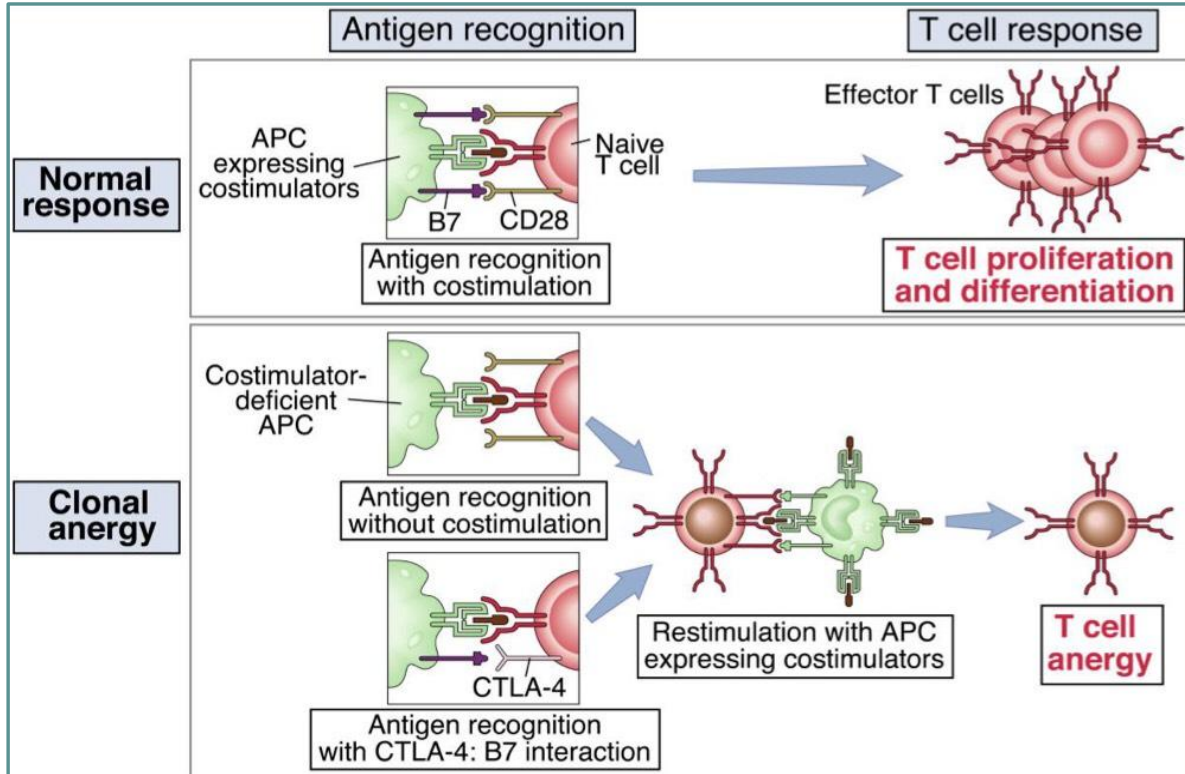 Antigen recognition
T cell response
Normal
response
APC
expressing
costimulators
B7
CD28
Naive
T cell
Antigen recognition
with costimulation
Effector T cells
T cell proliferation
and differentiation
Clonal
anergy
Costimulator-
deficient
APC
Antigen recognition
without costimulation
CTLA-4
Antigen recognition
with CTLA-4: B7 interaction
Restimulation with APC
expressing costimulators
T cell
anergy